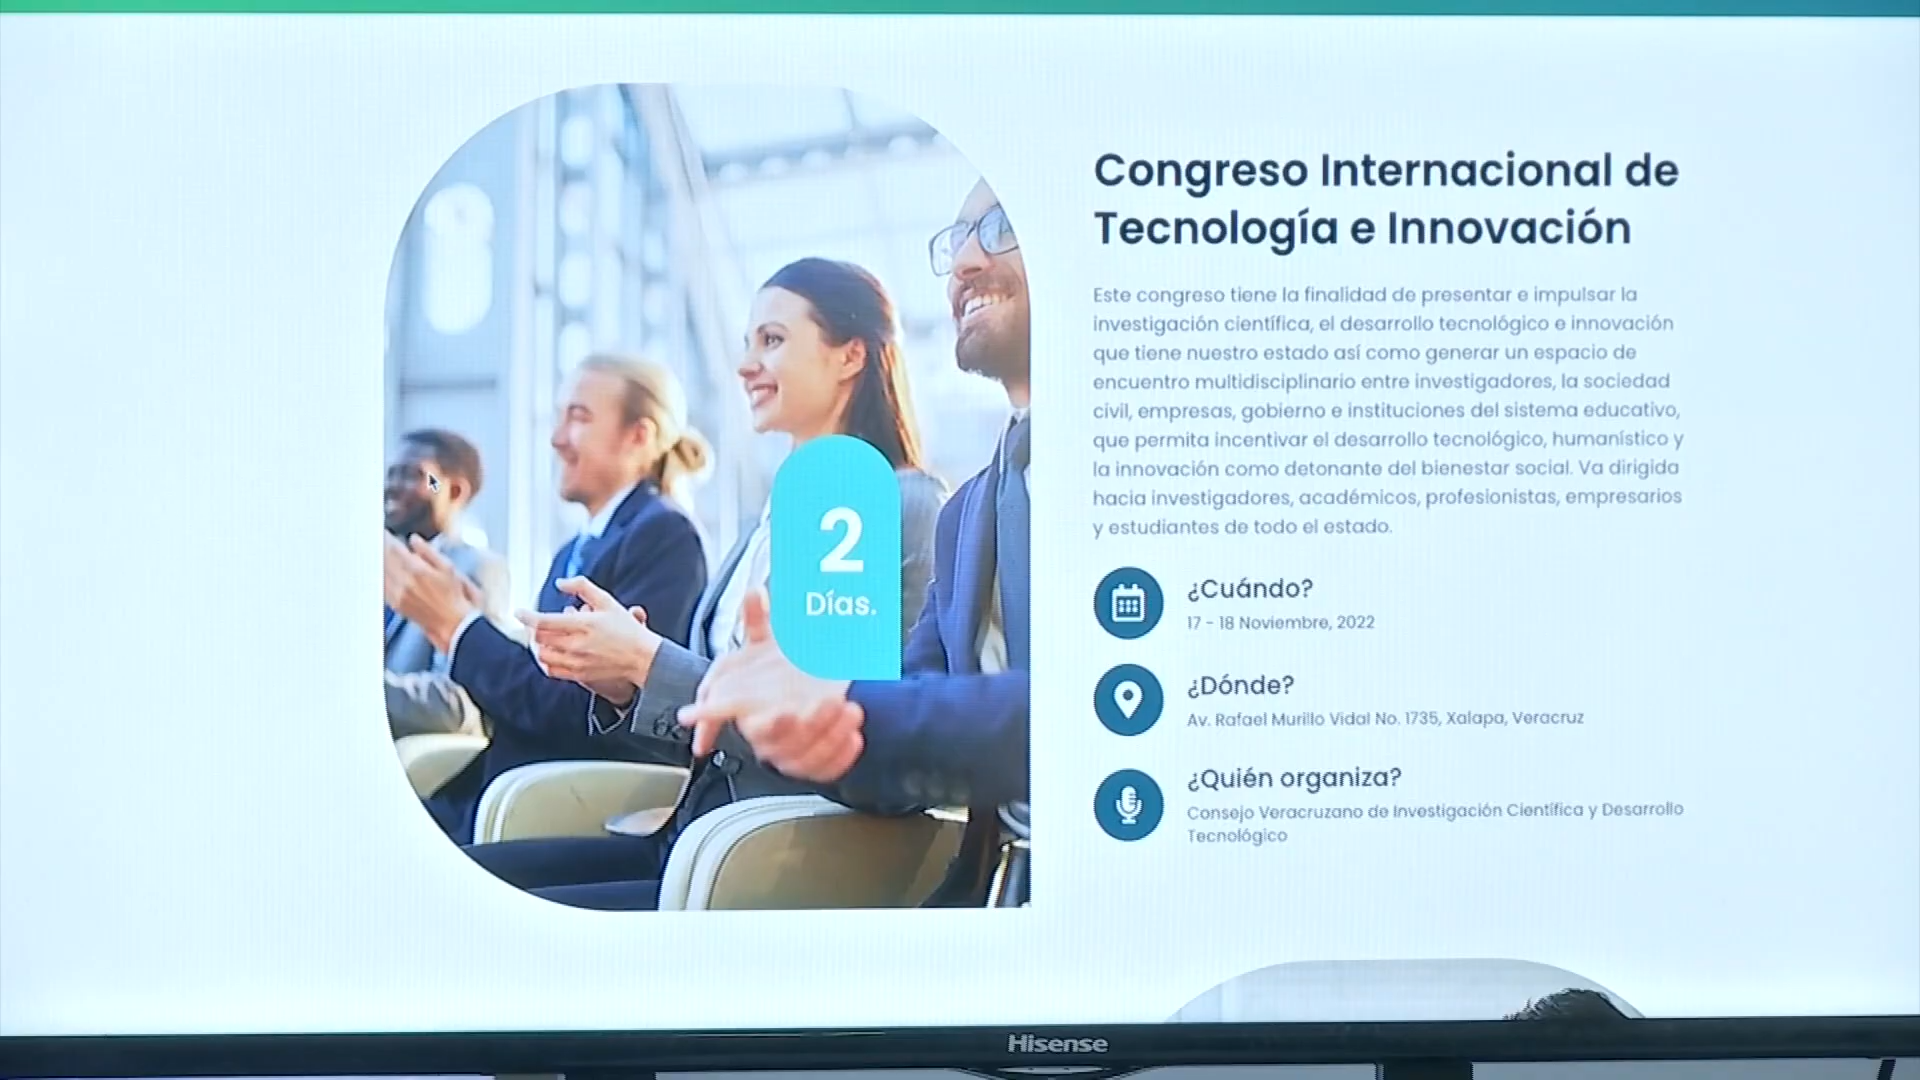 Congreso Internacional de
Tecnología e Innovación
Este congreso tiene la finalidad de presentar e impulsar la
investigación científica, el desarrollo tecnológico e innovación
que tiene nuestro estado así como generar un espacio de
encuentro multidisciplinario entre investigadores, la sociedad
civil, empresas, gobierno e instituciones del sistema educativo,
que permita incentivar el desarrollo tecnológico, humanístico y
la innovación como detonante del bienestar social. Va dirigida
hacia investigadores, académicos, profesionistas, empresarios
y estudiantes de todo el estado.
2
Días.
¿Cuándo?
17 - 18 Noviembre, 2022
¿Dónde?
Av. Rafael Murillo Vidal No. 1735, Xalapa, Veracruz
¿Quién organiza?
Consejo Veracruzano de Investigación Científica y Desarrollo
Tecnológico
Hisense